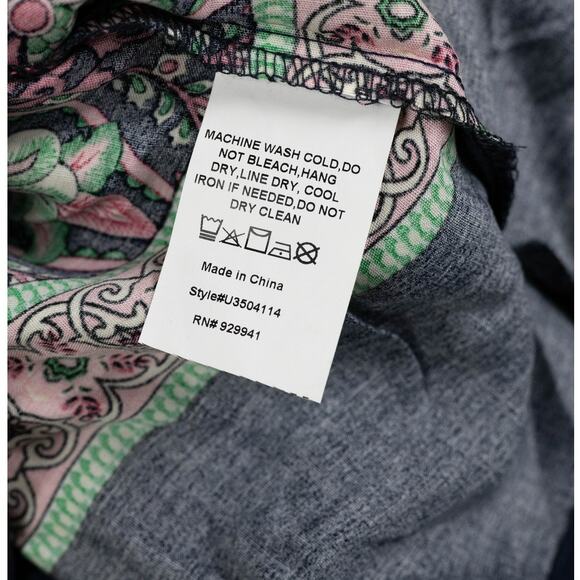 MACHINE WASH COLD,DO
NOT BLEACH,HANG
DRY,LINE DRY, COOL
IRON IF NEEDED,DO NOT
DRY CLEAN
Made in China
Style#U3504114
RN# 929941